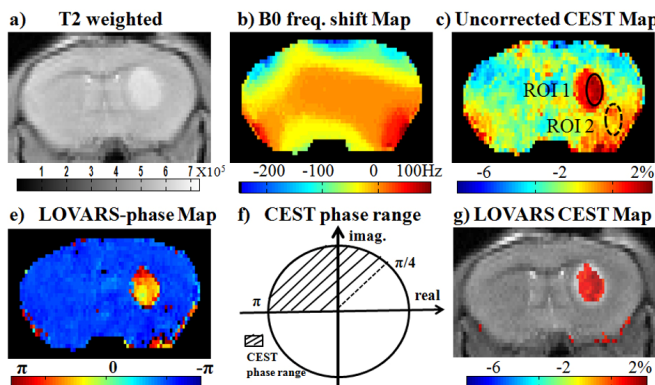 a) T2 weighted
b) B0 freq. shift Map
c) Uncorrected CEST Map
ROI 1
ROI 2
1 2 3 4 5 6 7 X10⁵
-200 -100 0 100Hz
-6 -2 2%
e) LOVARS-phase Map
f) CEST phase range
g) LOVARS CEST Map
imag.
π/4
π
real
CEST
phase range
π 0 -π
-6 -2 2%